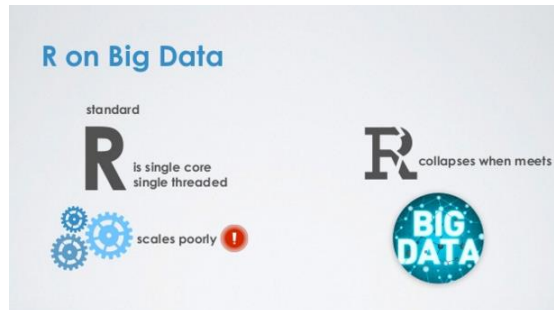 R on Big Data
standard
R
is single core
single threaded
scales poorly !
R
collapses when meets
BIG
DATA